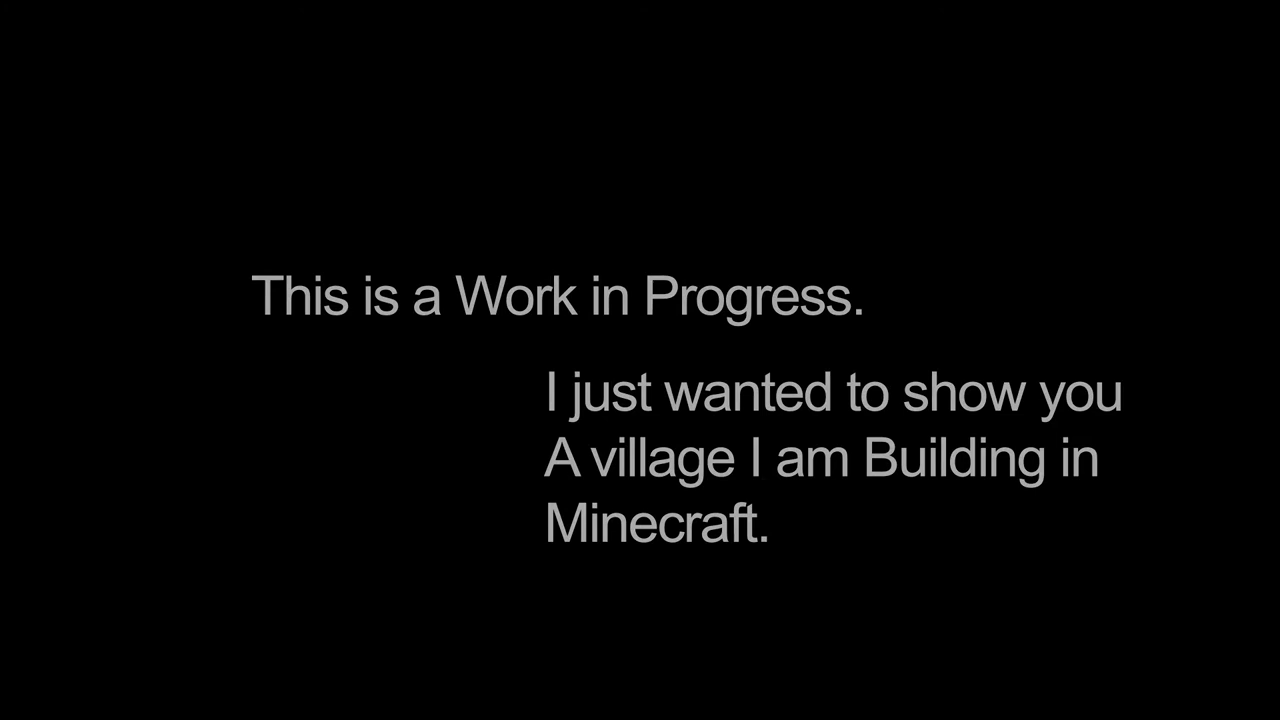 This is a Work in Progress.
I just wanted to show you
A village I am Building in
Minecraft.